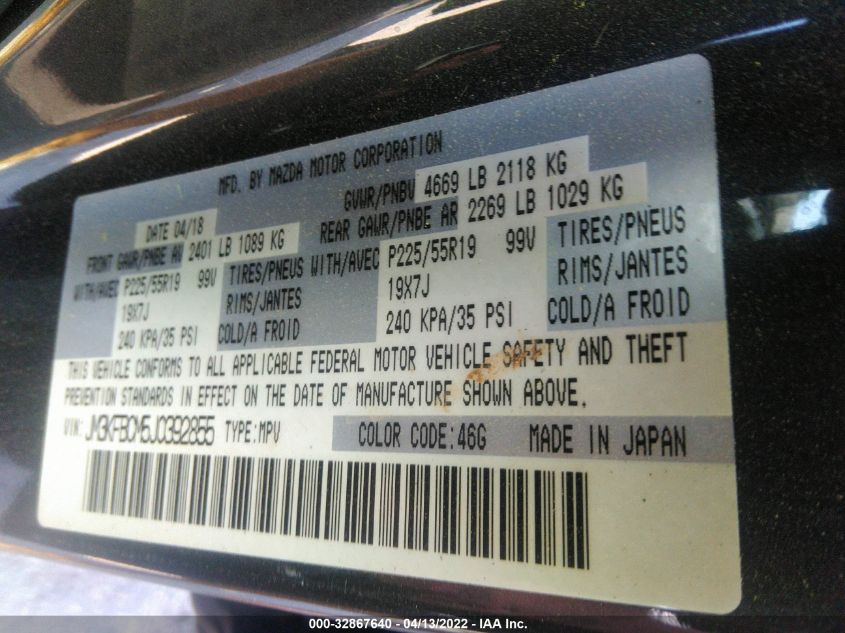 MFD. BY MAZDA MOTOR CORPORATION
DATE 04/18 GVWR/PNBV 4669 LB 2118 KG
FRONT GAWR/PNBE AV 2401 LB 1089 KG REAR GAWR/PNBE AR 2269 LB 1029 KG
WITH/AVEC P225/55R19 99V TIRES/PNEUS WITH/AVEC P225/55R19 99V TIRES/PNEUS
19X7J RIMS/JANTES 19X7J RIMS/JANTES
240 KPA/35 PSI COLD/A FROID 240 KPA/35 PSI COLD/A FROID
THIS VEHICLE CONFORMS TO ALL APPLICABLE FEDERAL MOTOR VEHICLE SAFETY AND THEFT
PREVENTION STANDARDS IN EFFECT ON THE DATE OF MANUFACTURE SHOWN ABOVE.
VIN: JM3KFBCM5J0392855 TYPE:MPV COLOR CODE:46G MADE IN JAPAN
000-32867640 - 04/13/2022 - IAA Inc.